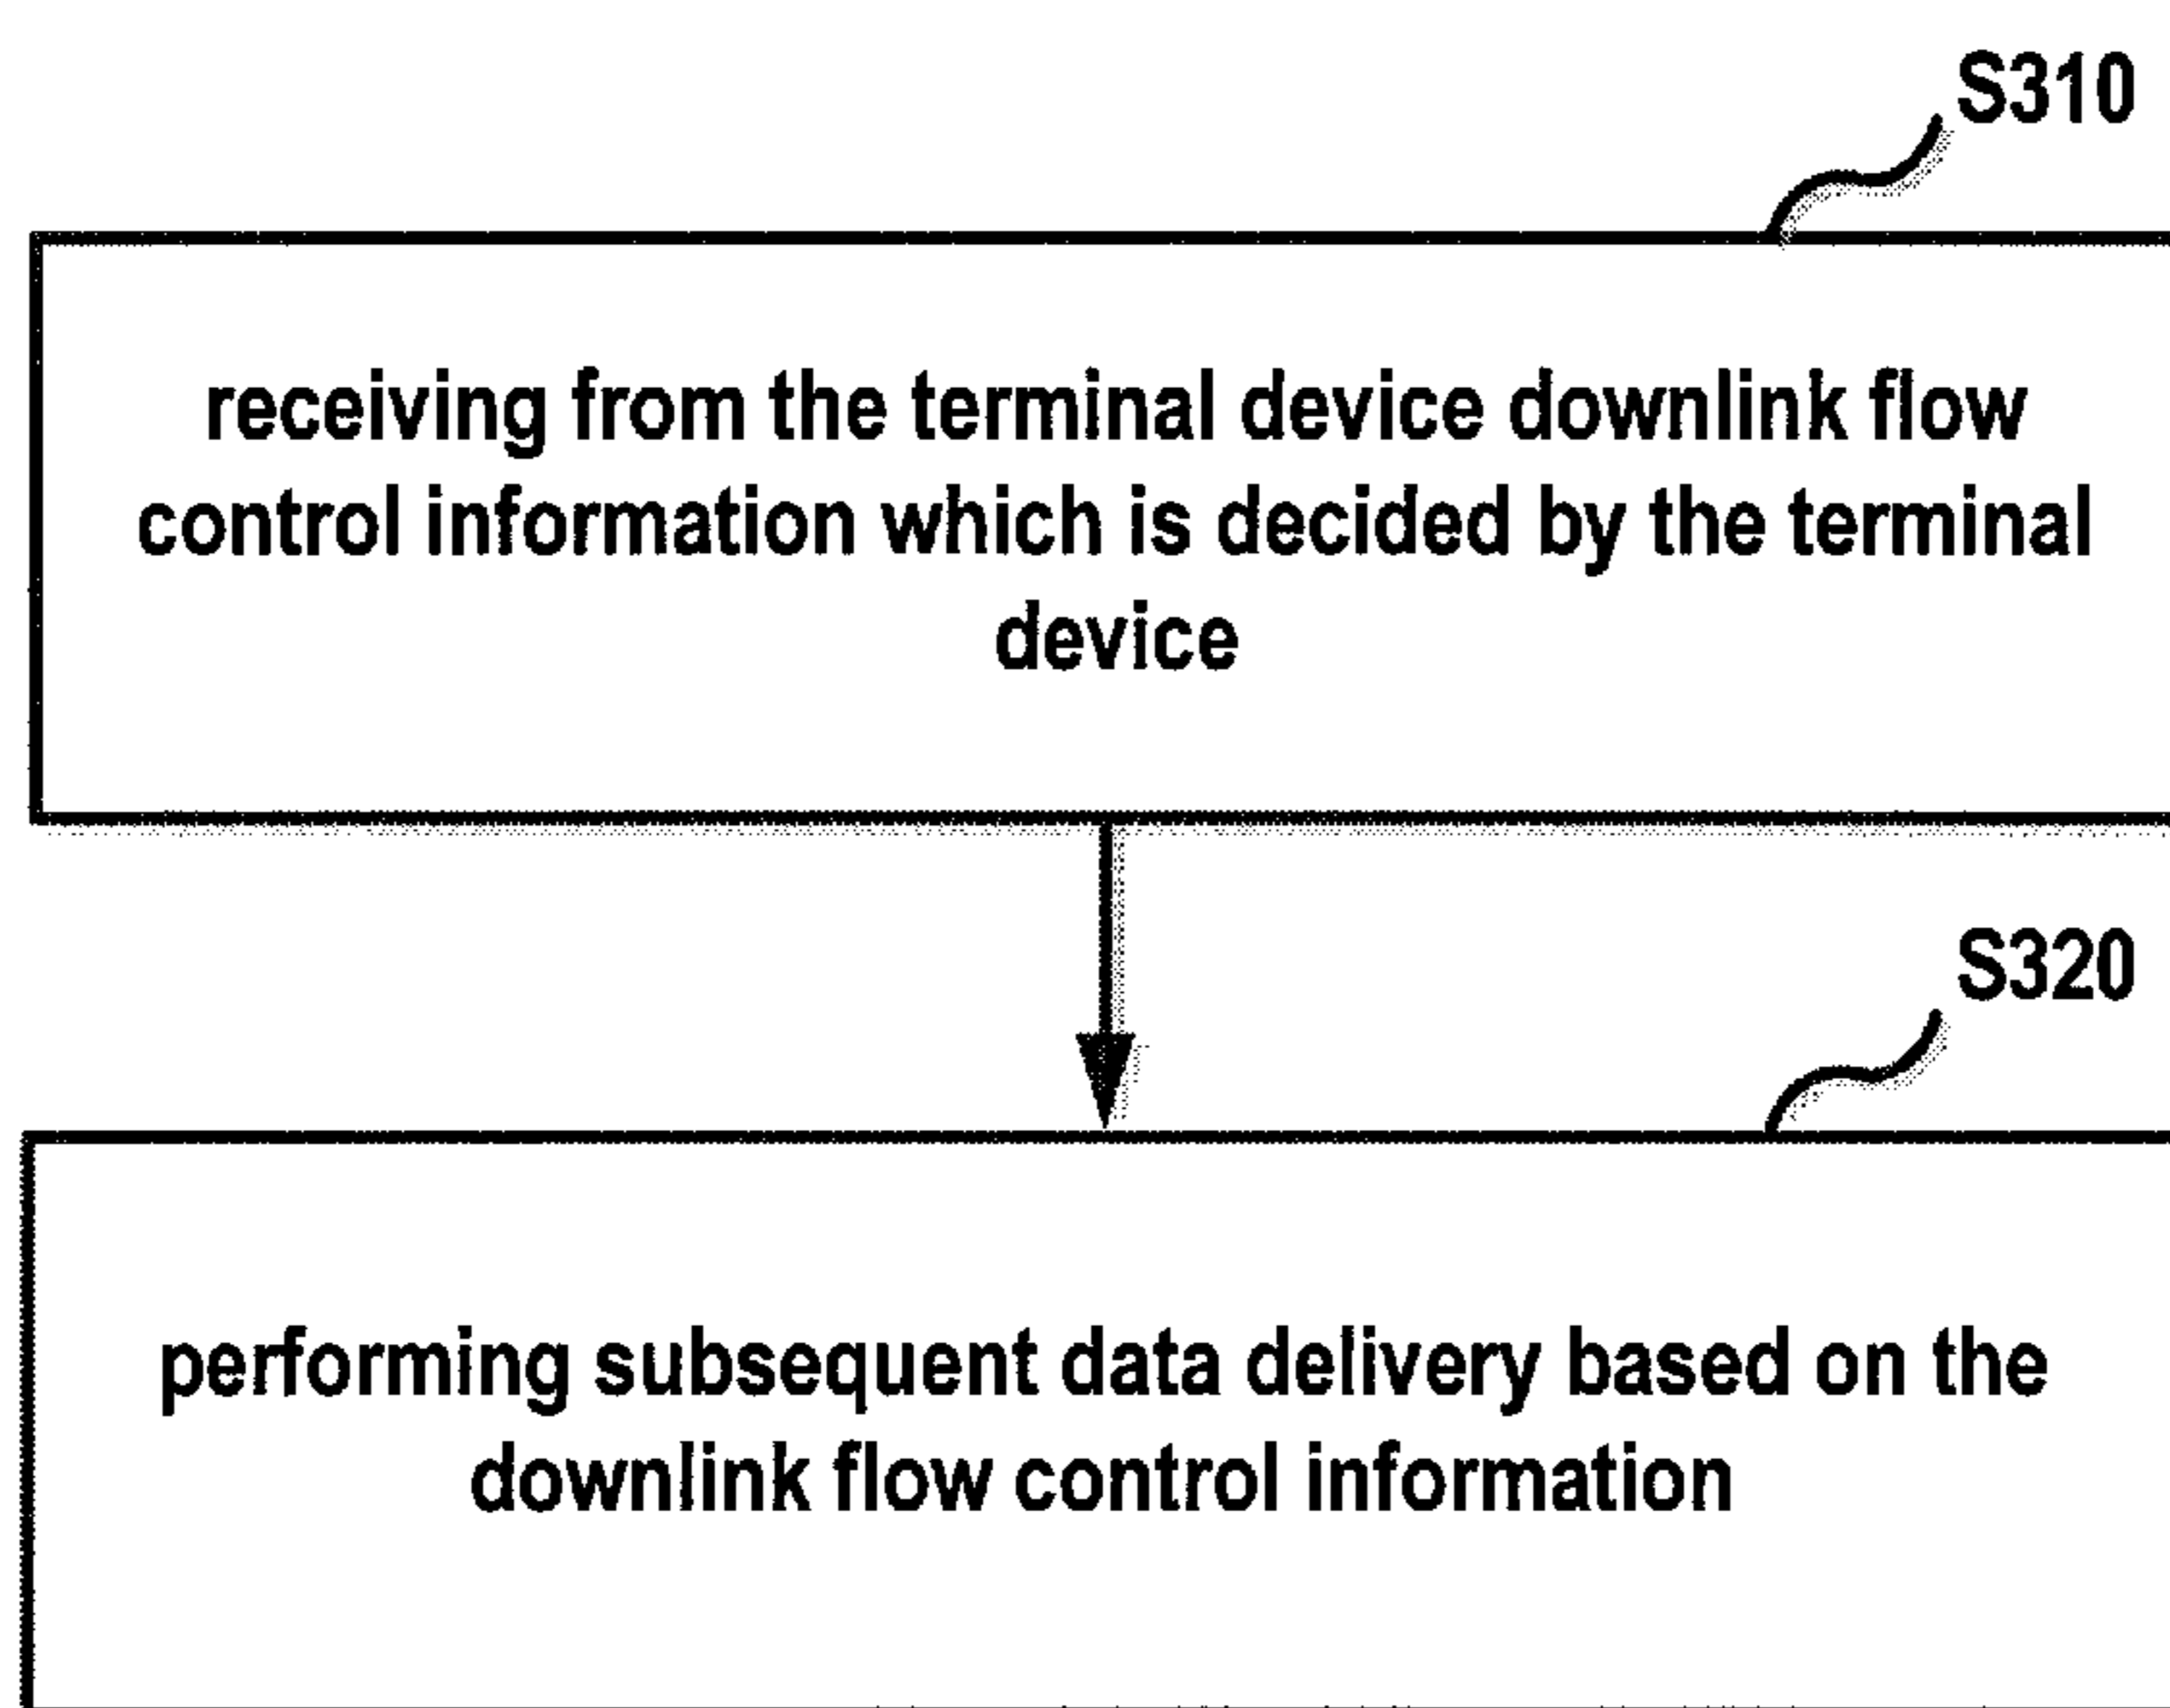 S310
receiving from the terminal device downlink flow
control information which is decided by the terminal
device
S320
performing subsequent data delivery based on the
downlink flow control information